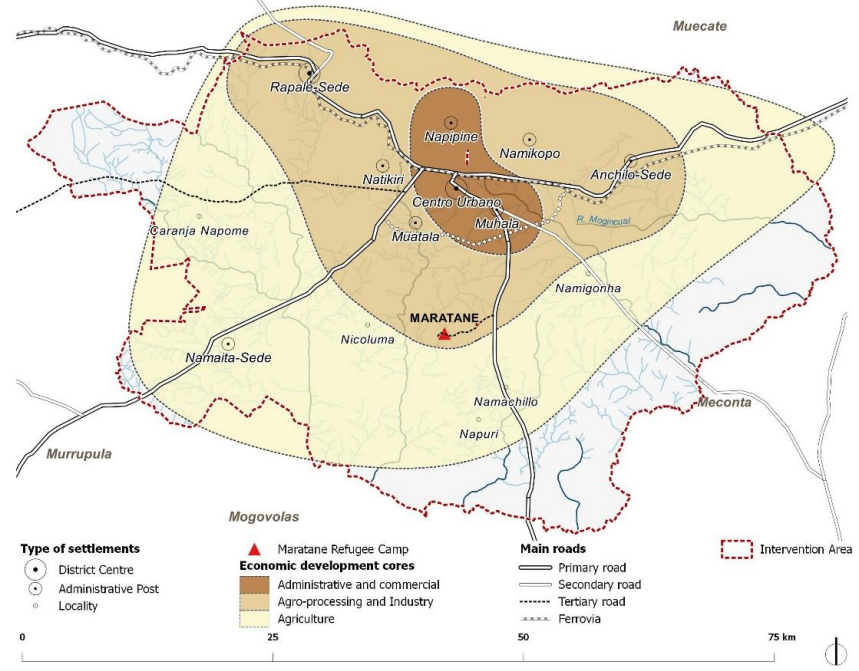 Muecate
Rapale-Sede
Napipine
Namikopo
Natikiri
Anchilo-Sede
Centro Urbano
Caranja Napome
Muatala
Muhala
R. Mogincual
Namigonha
MARATANE
Nicoluma
Namaita-Sede
Namachillo
Meconta
Napuri
Murrupula
Mogovolas
Type of settlements
District Centre
Administrative Post
Locality
Maratane Refugee Camp
Economic development cores
Administrative and commercial
Agro-processing and Industry
Agriculture
Main roads
Primary road
Secondary road
Tertiary road
Ferrovia
Intervention Area
0 25 50 75 km